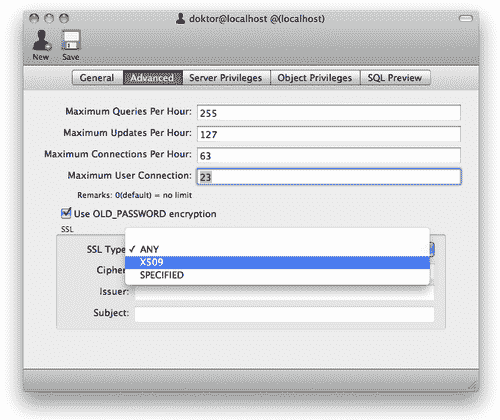 doktor@localhost @(localhost)
New Save
General Advanced Server Privileges Object Privileges SQL Preview
Maximum Queries Per Hour: 255
Maximum Updates Per Hour: 127
Maximum Connections Per Hour: 63
Maximum User Connection: 23
Remarks: 0(default) = no limit
Use OLD_PASSWORD encryption
SSL
SSL Type ✓ ANY
X509
Cipher
SPECIFIED
Issuer:
Subject: